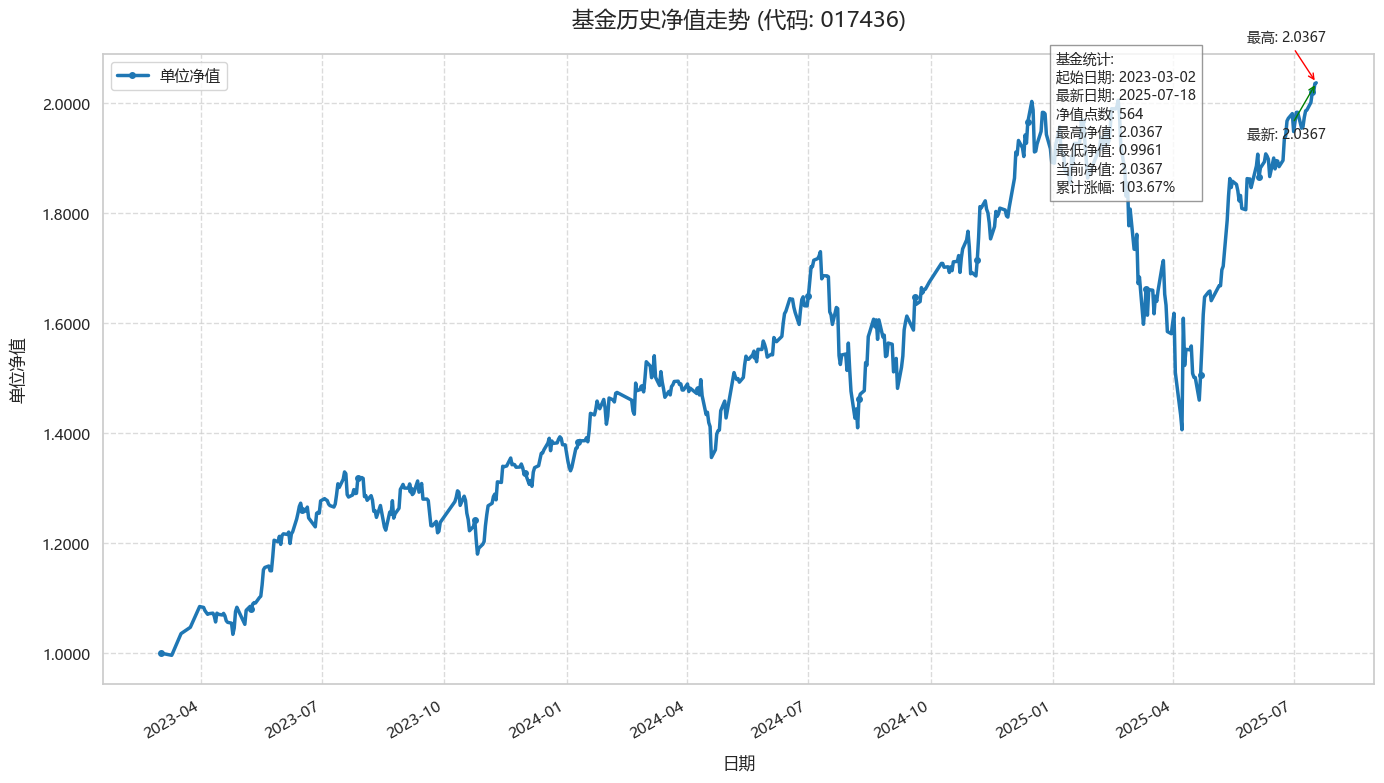 基金历史净值走势 (代码: 017436)
单位净值
最高: 2.0367
基金统计:
起始日期: 2023-03-02
最新日期: 2025-07-18
净值点数: 564
最高净值: 2.0367
最低净值: 0.9961
当前净值: 2.0367
累计涨幅: 103.67%
最新: 2.0367
2.0000
1.8000
1.6000
1.4000
1.2000
1.0000
单位净值
2023-04
2023-07
2023-10
2024-01
2024-04
2024-07
2024-10
2025-01
2025-04
2025-07
日期